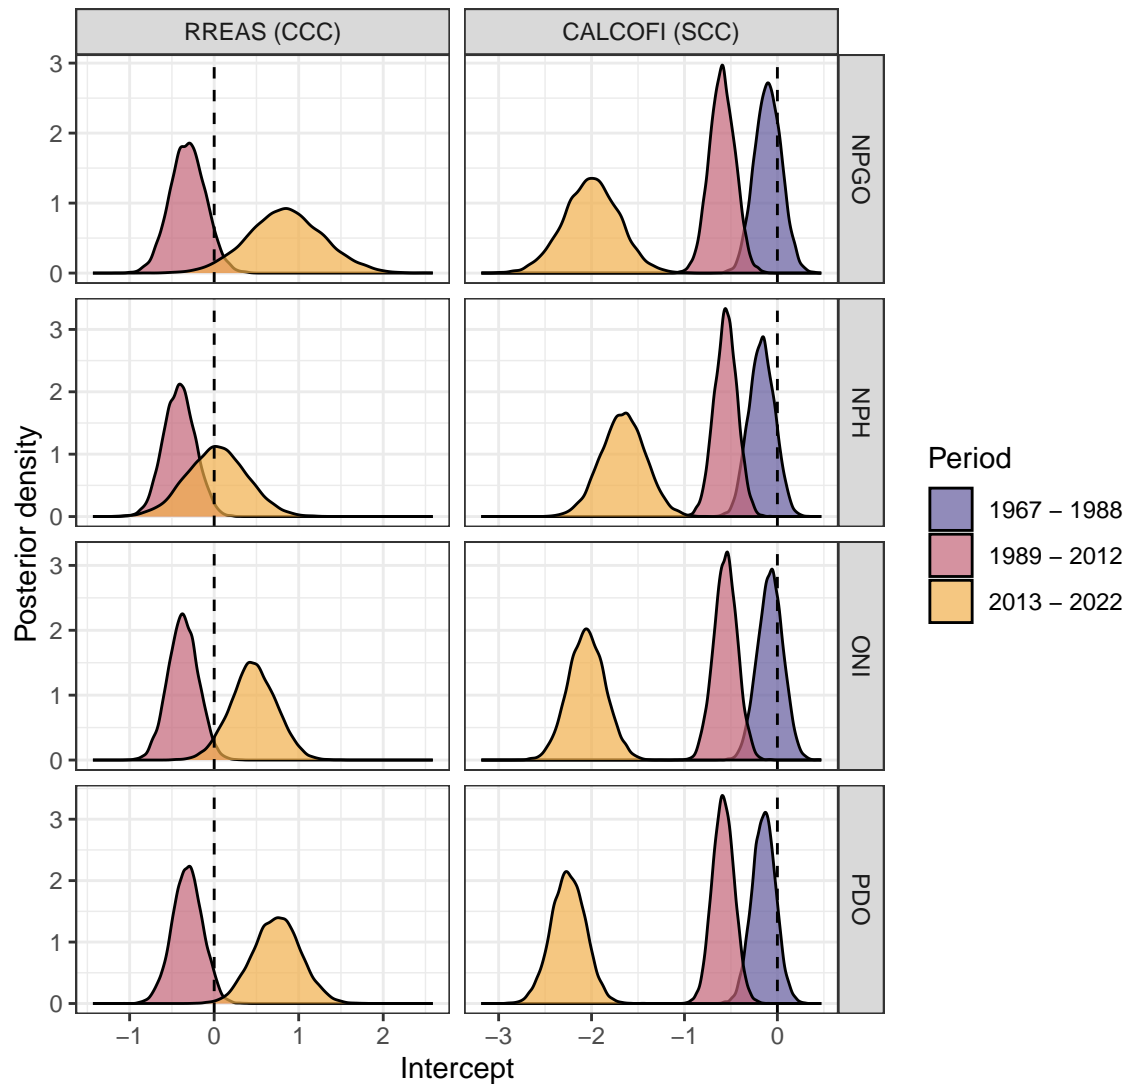 RREAS (CCC) CALCOFI (SCC)
3
2
1
0
NPGO
3
2
1
0
NPH
3
2
1
0
ONI
3
2
1
0
PDO
−1 0 1 2
−3 −2 −1 0
Intercept
Posterior density
Period
1967 − 1988
1989 − 2012
2013 − 2022